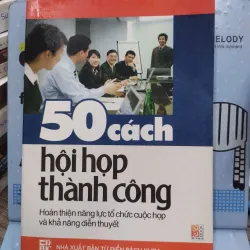 50 cách
hội họp
thành công
Hoàn thiện năng lực tổ chức cuộc họp
và khả năng diễn thuyết
NHÀ XUẤT BẢN TỪ ĐIỂN BÁCH KHOA
MELODY